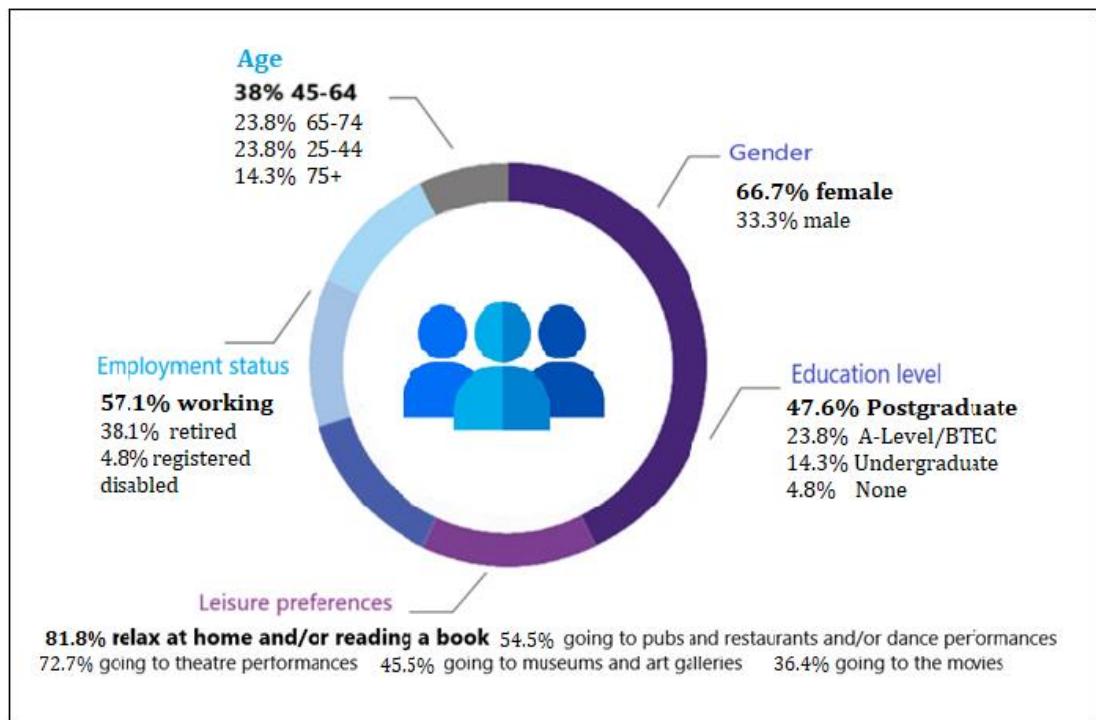 Age
38% 45-64
23.8% 65-74
23.8% 25-44
14.3% 75+
Gender
66.7% female
33.3% male
Employment status
57.1% working
38.1% retired
4.8% registered
disabled
Education level
47.6% Postgraduate
23.8% A-Level/BTEC
14.3% Undergraduate
4.8% None
Leisure preferences
81.8% relax at home and/or reading a book 54.5% going to pubs and restaurants and/or dance performances
72.7% going to theatre performances 45.5% going to museums and art galleries 36.4% going to the movies